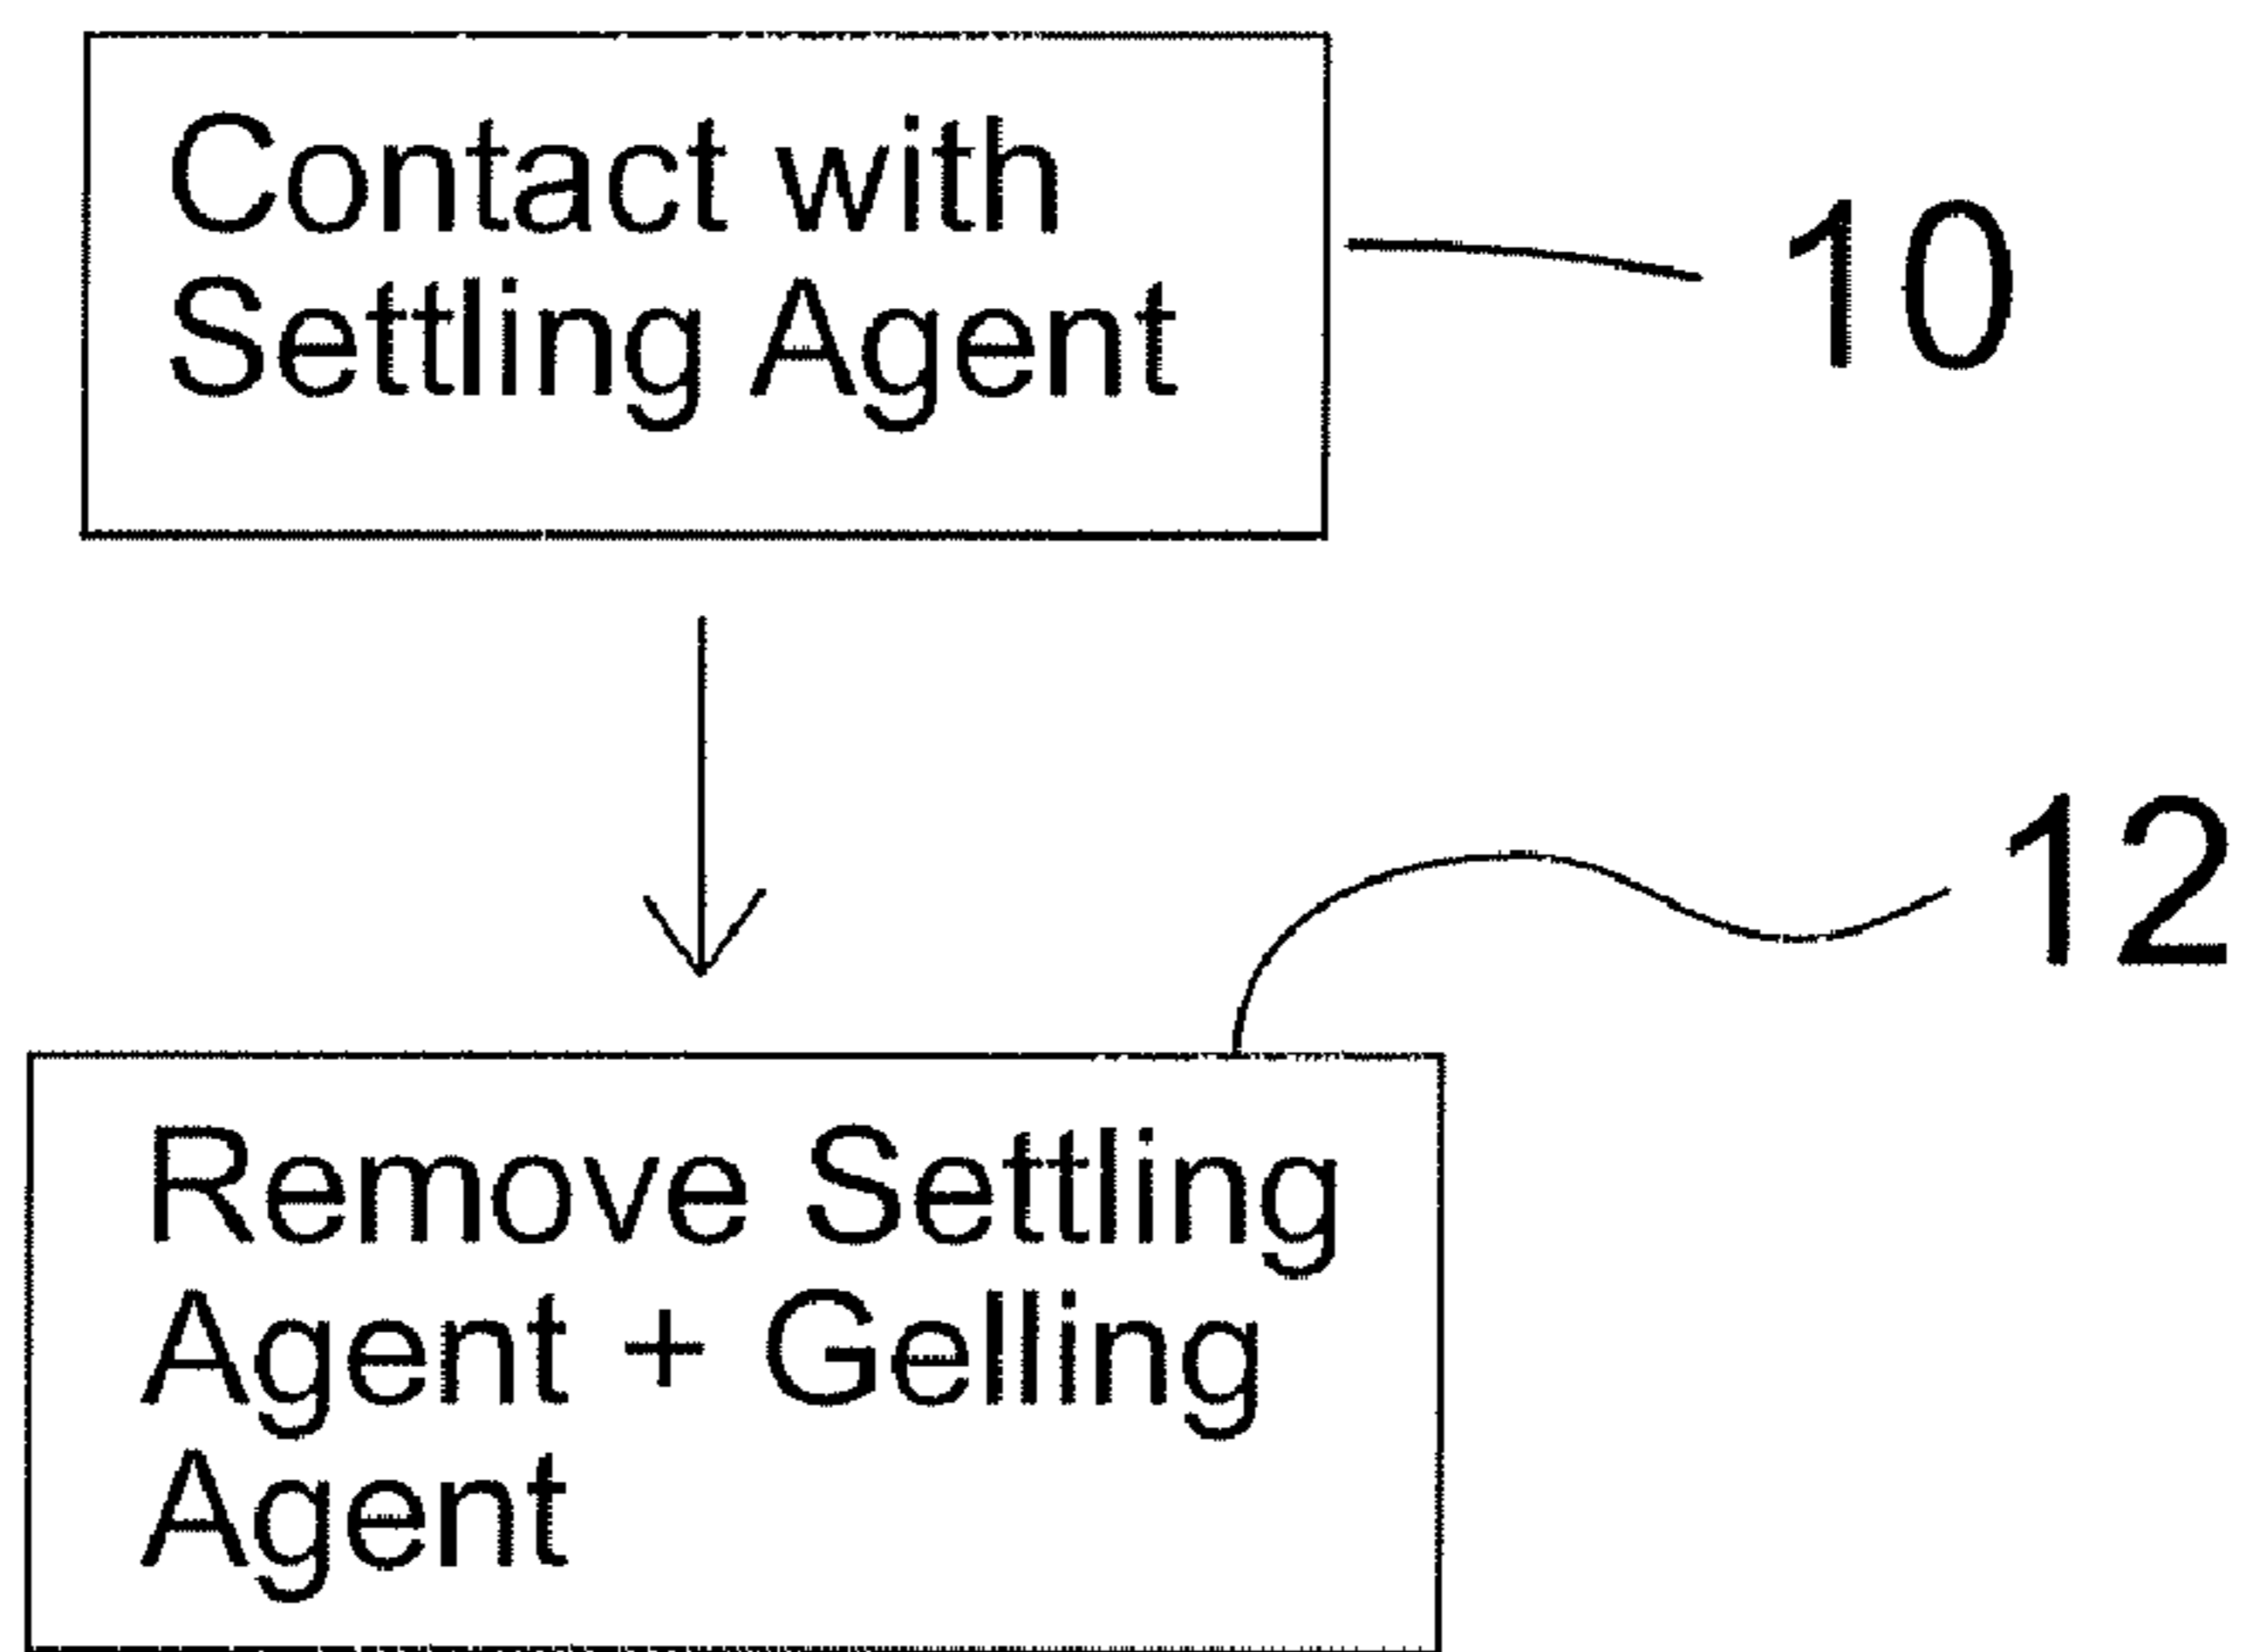 Contact with
Settling Agent
10
12
Remove Settling
Agent + Gelling
Agent